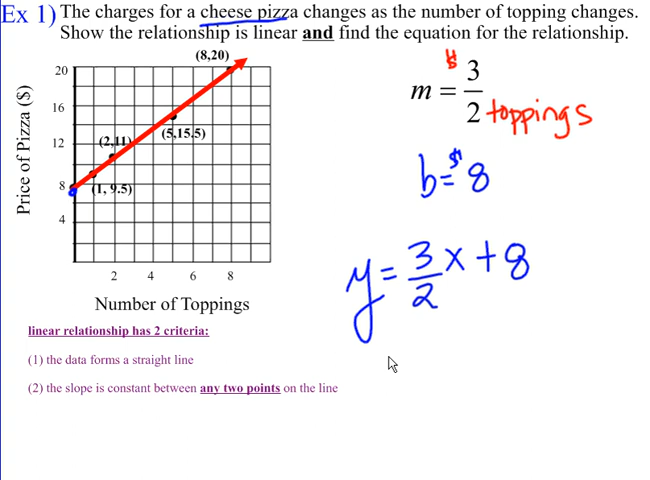 Ex 1) The charges for a cheese pizza changes as the number of topping changes.
Show the relationship is linear and find the equation for the relationship.
(8,20)
20
16
12
8
4
Price of Pizza ($)
(2,11)
(5,15.5)
(1, 9.5)
8
2 4 6 8
Number of Toppings
$
m = 3/2 toppings
b = $8
y = 3/2 x + 8
linear relationship has 2 criteria:
(1) the data forms a straight line
(2) the slope is constant between any two points on the line